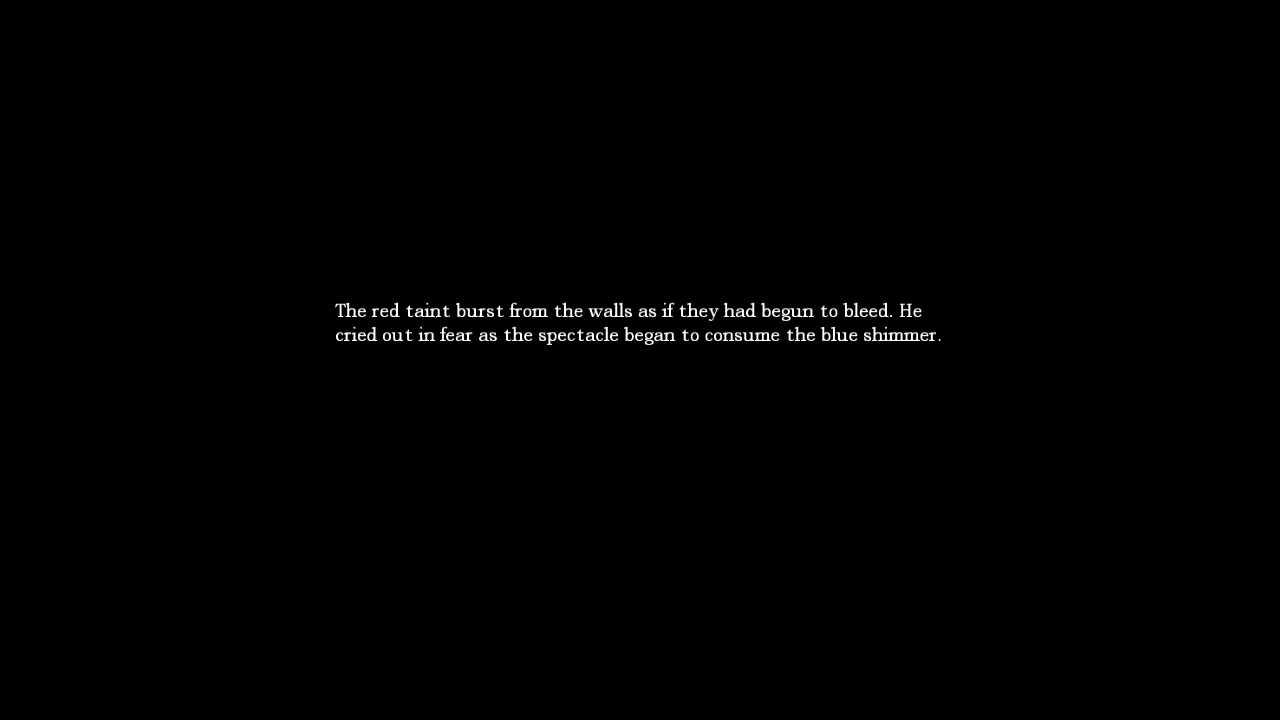 The red taint burst from the walls as if they had begun to bleed. He
cried out in fear as the spectacle began to consume the blue shimmer.